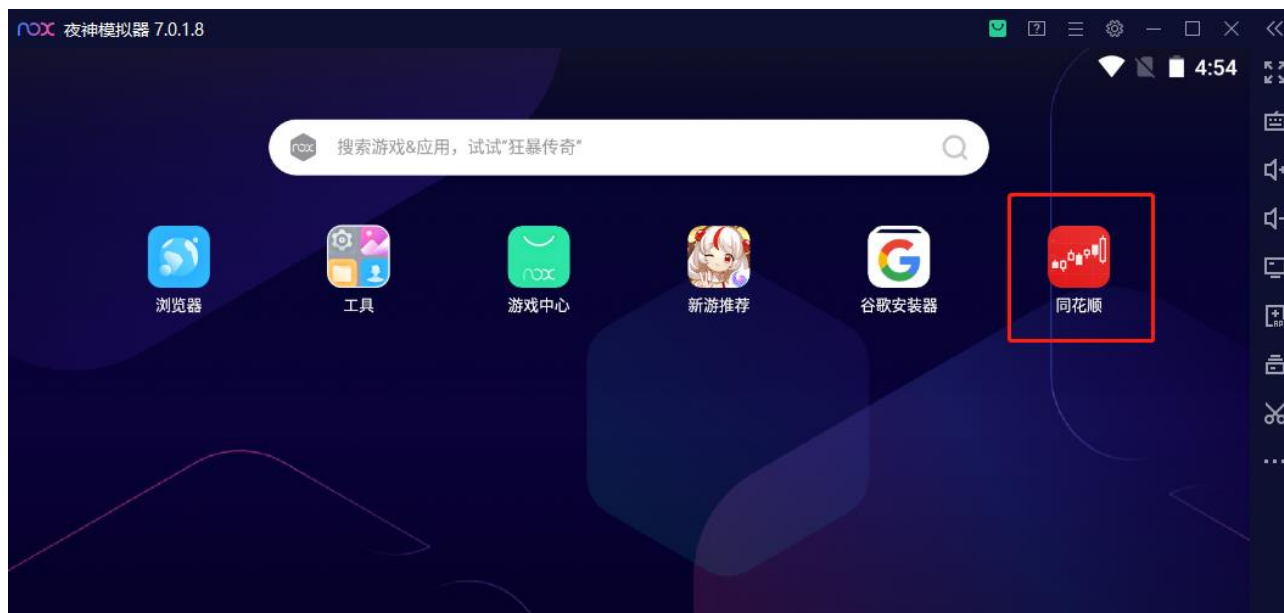 nox 夜神模拟器 7.0.1.8
4:54
nox 搜索游戏&应用，试试"狂暴传奇"
nox
G
浏览器 工具 游戏中心 新游推荐 谷歌安装器 同花顺